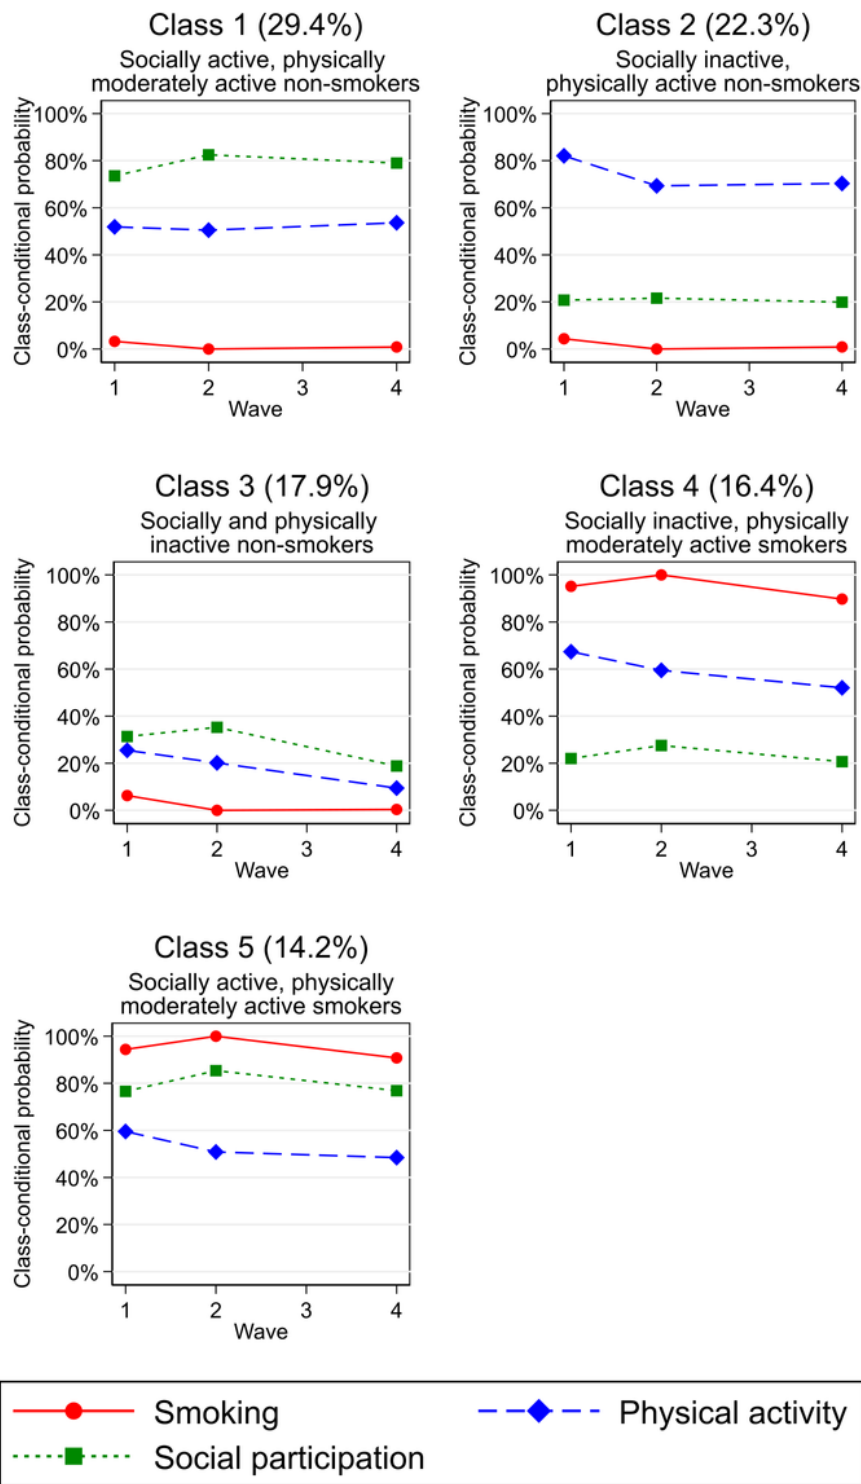 Class 1 (29.4%)
Socially active, physically
moderately active non-smokers
Class-conditional probability
100%
80%
60%
40%
20%
0%
1 2 3 4
Wave
Class 2 (22.3%)
Socially inactive,
physically active non-smokers
Class-conditional probability
100%
80%
60%
40%
20%
0%
1 2 3 4
Wave
Class 3 (17.9%)
Socially and physically
inactive non-smokers
Class-conditional probability
100%
80%
60%
40%
20%
0%
1 2 3 4
Wave
Class 4 (16.4%)
Socially inactive, physically
moderately active smokers
Class-conditional probability
100%
80%
60%
40%
20%
0%
1 2 3 4
Wave
Class 5 (14.2%)
Socially active, physically
moderately active smokers
Class-conditional probability
100%
80%
60%
40%
20%
0%
1 2 3 4
Wave
Smoking
Physical activity
Social participation